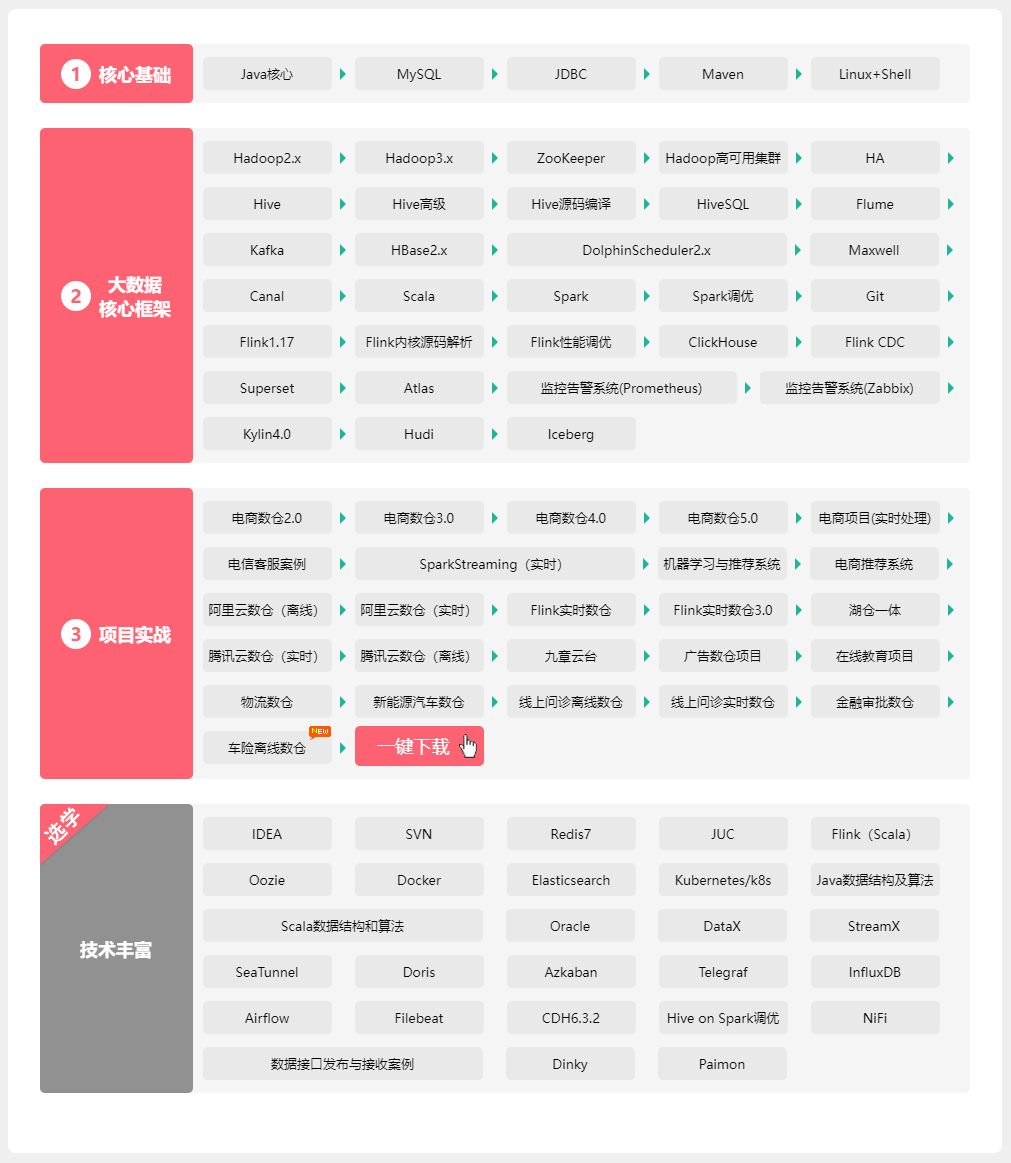 1 核心基础
Java核心 MySQL JDBC Maven Linux+Shell
2 大数据
核心框架
Hadoop2.x Hadoop3.x ZooKeeper Hadoop高可用集群 HA
Hive Hive高级 Hive源码编译 HiveSQL Flume
Kafka HBase2.x DolphinScheduler2.x Maxwell
Canal Scala Spark Spark调优 Git
Flink1.17 Flink内核源码解析 Flink性能调优 ClickHouse Flink CDC
Superset Atlas 监控告警系统(Prometheus) 监控告警系统(Zabbix)
Kylin4.0 Hudi Iceberg
3 项目实战
电商数仓2.0 电商数仓3.0 电商数仓4.0 电商数仓5.0 电商项目(实时处理)
电信客服案例 SparkStreaming（实时） 机器学习与推荐系统 电商推荐系统
阿里云数仓（离线） 阿里云数仓（实时） Flink实时数仓 Flink实时数仓3.0 湖仓一体
腾讯云数仓（实时） 腾讯云数仓（离线） 九章云台 广告数仓项目 在线教育项目
物流数仓 新能源汽车数仓 线上问诊离线数仓 线上问诊实时数仓 金融审批数仓
车险离线数仓 NEW 一键下载
选学
技术丰富
IDEA SVN Redis7 JUC Flink（Scala）
Oozie Docker Elasticsearch Kubernetes/k8s Java数据结构及算法
Scala数据结构和算法 Oracle DataX StreamX
SeaTunnel Doris Azkaban Telegraf InfluxDB
Airflow Filebeat CDH6.3.2 Hive on Spark调优 NiFi
数据接口发布与接收案例 Dinky Paimon